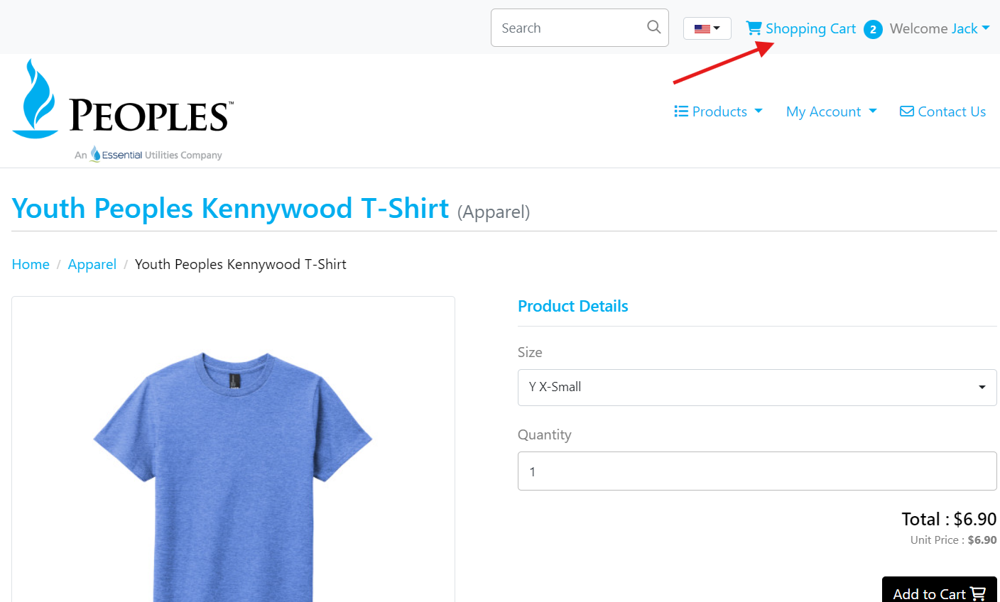 Search
Shopping Cart 2 Welcome Jack
PEOPLES™
An Essential Utilities Company
Products My Account Contact Us
Youth Peoples Kennywood T-Shirt (Apparel)
Home / Apparel / Youth Peoples Kennywood T-Shirt
Product Details
Size
Y X-Small
Quantity
1
Total : $6.90
Unit Price : $6.90
Add to Cart